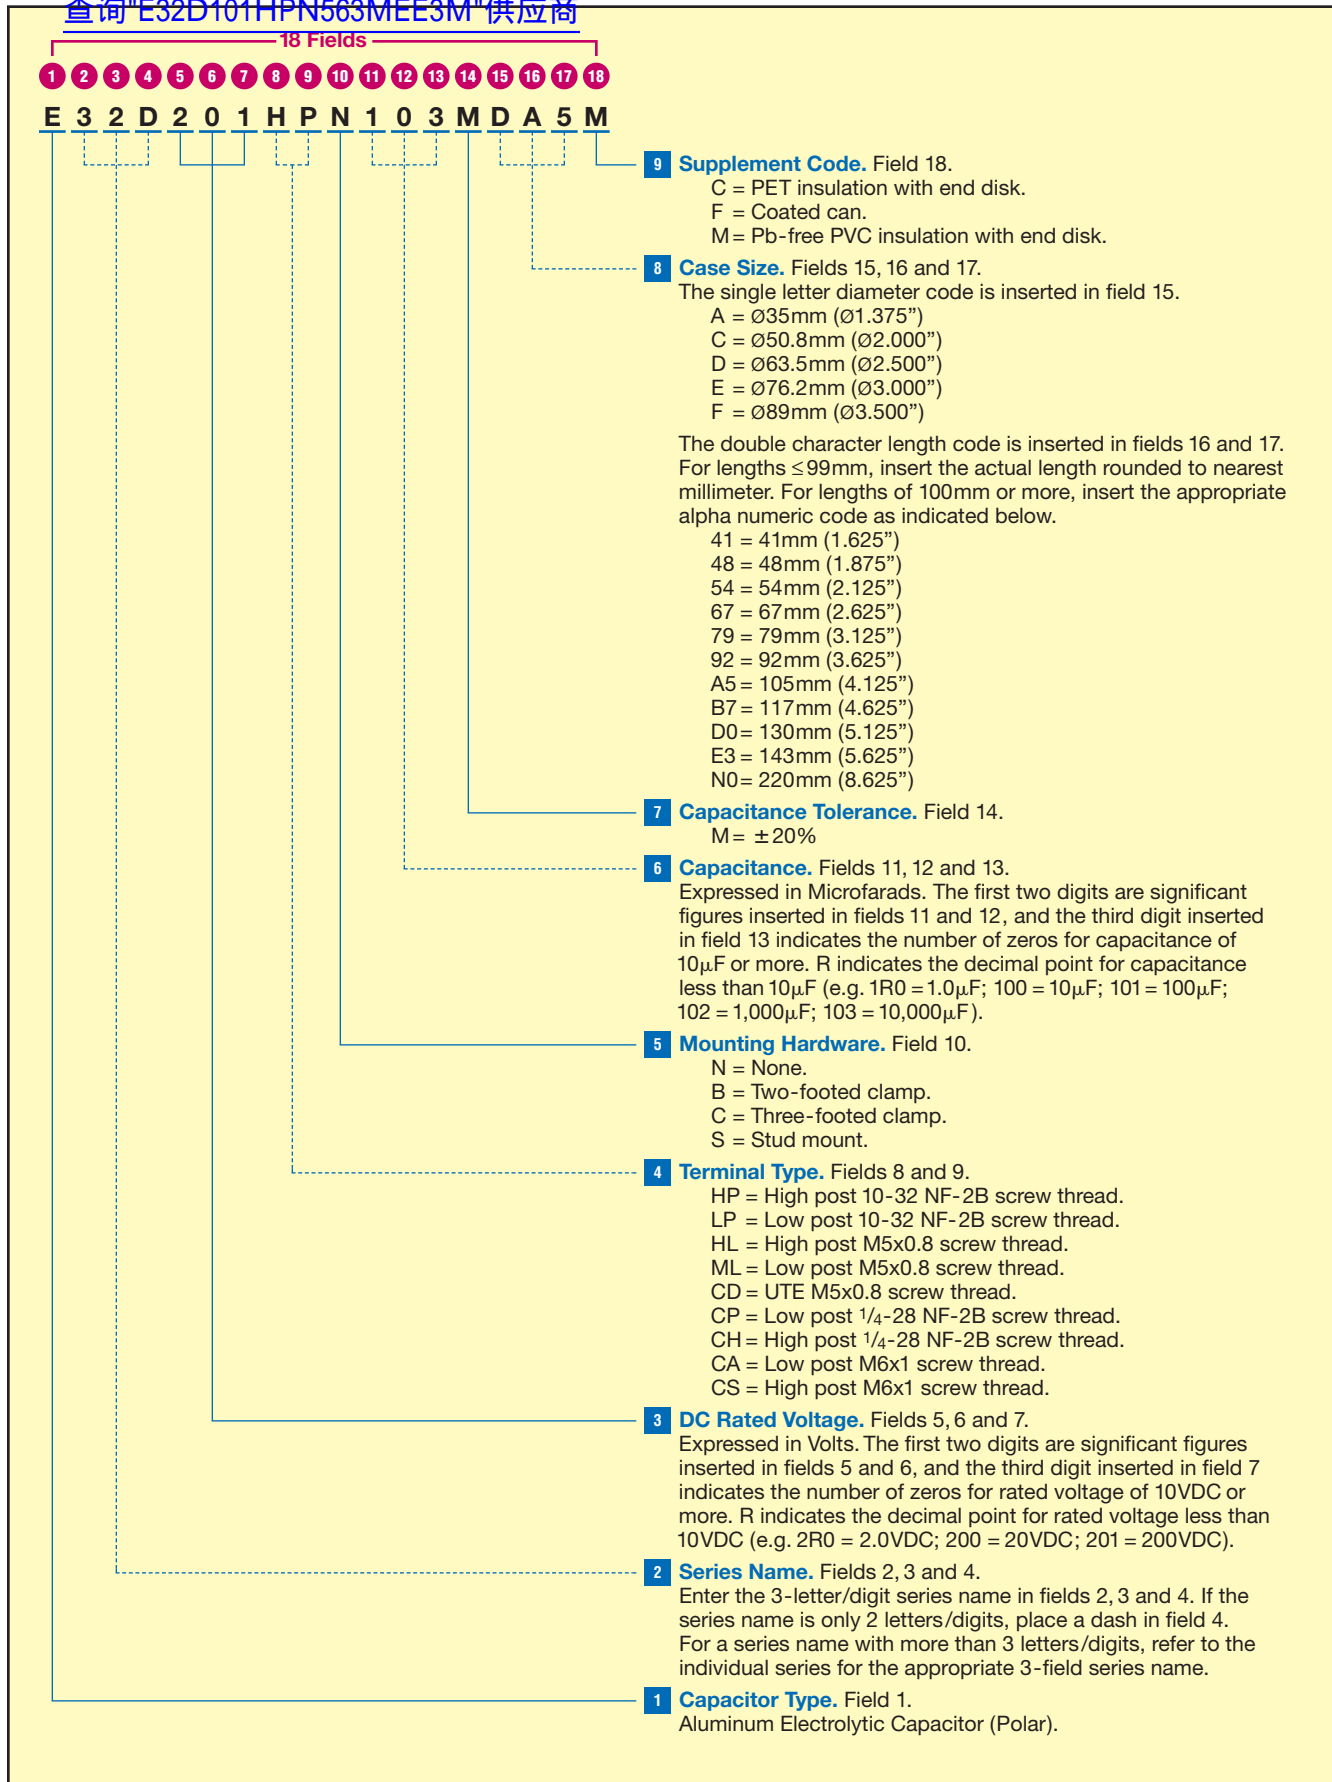 查询"E32D101HPN563MEE3M"供应商
18 Fields
1 2 3 4 5 6 7 8 9 10 11 12 13 14 15 16 17 18
E 3 2 D 2 0 1 H P N 1 0 3 M D A 5 M
9 Supplement Code. Field 18.
C = PET insulation with end disk.
F = Coated can.
M = Pb-free PVC insulation with end disk.
8 Case Size. Fields 15, 16 and 17.
The single letter diameter code is inserted in field 15.
A = Ø35mm (Ø1.375”)
C = Ø50.8mm (Ø2.000”)
D = Ø63.5mm (Ø2.500”)
E = Ø76.2mm (Ø3.000”)
F = Ø89mm (Ø3.500”)
The double character length code is inserted in fields 16 and 17.
For lengths ≤99mm, insert the actual length rounded to nearest
millimeter. For lengths of 100mm or more, insert the appropriate
alpha numeric code as indicated below.
41 = 41mm (1.625”)
48 = 48mm (1.875”)
54 = 54mm (2.125”)
67 = 67mm (2.625”)
79 = 79mm (3.125”)
92 = 92mm (3.625”)
A5 = 105mm (4.125”)
B7 = 117mm (4.625”)
D0 = 130mm (5.125”)
E3 = 143mm (5.625”)
N0 = 220mm (8.625”)
7 Capacitance Tolerance. Field 14.
M = ±20%
6 Capacitance. Fields 11, 12 and 13.
Expressed in Microfarads. The first two digits are significant
figures inserted in fields 11 and 12, and the third digit inserted
in field 13 indicates the number of zeros for capacitance of
10µF or more. R indicates the decimal point for capacitance
less than 10µF (e.g. 1R0 = 1.0µF; 100 = 10µF; 101 = 100µF;
102 = 1,000µF; 103 = 10,000µF).
5 Mounting Hardware. Field 10.
N = None.
B = Two-footed clamp.
C = Three-footed clamp.
S = Stud mount.
4 Terminal Type. Fields 8 and 9.
HP = High post 10-32 NF-2B screw thread.
LP = Low post 10-32 NF-2B screw thread.
HL = High post M5x0.8 screw thread.
ML = Low post M5x0.8 screw thread.
CD = UTE M5x0.8 screw thread.
CP = Low post 1/4-28 NF-2B screw thread.
CH = High post 1/4-28 NF-2B screw thread.
CA = Low post M6x1 screw thread.
CS = High post M6x1 screw thread.
3 DC Rated Voltage. Fields 5, 6 and 7.
Expressed in Volts. The first two digits are significant figures
inserted in fields 5 and 6, and the third digit inserted in field 7
indicates the number of zeros for rated voltage of 10VDC or
more. R indicates the decimal point for rated voltage less than
10VDC (e.g. 2R0 = 2.0VDC; 200 = 20VDC; 201 = 200VDC).
2 Series Name. Fields 2, 3 and 4.
Enter the 3-letter/digit series name in fields 2, 3 and 4. If the
series name is only 2 letters/digits, place a dash in field 4.
For a series name with more than 3 letters/digits, refer to the
individual series for the appropriate 3-field series name.
1 Capacitor Type. Field 1.
Aluminum Electrolytic Capacitor (Polar).